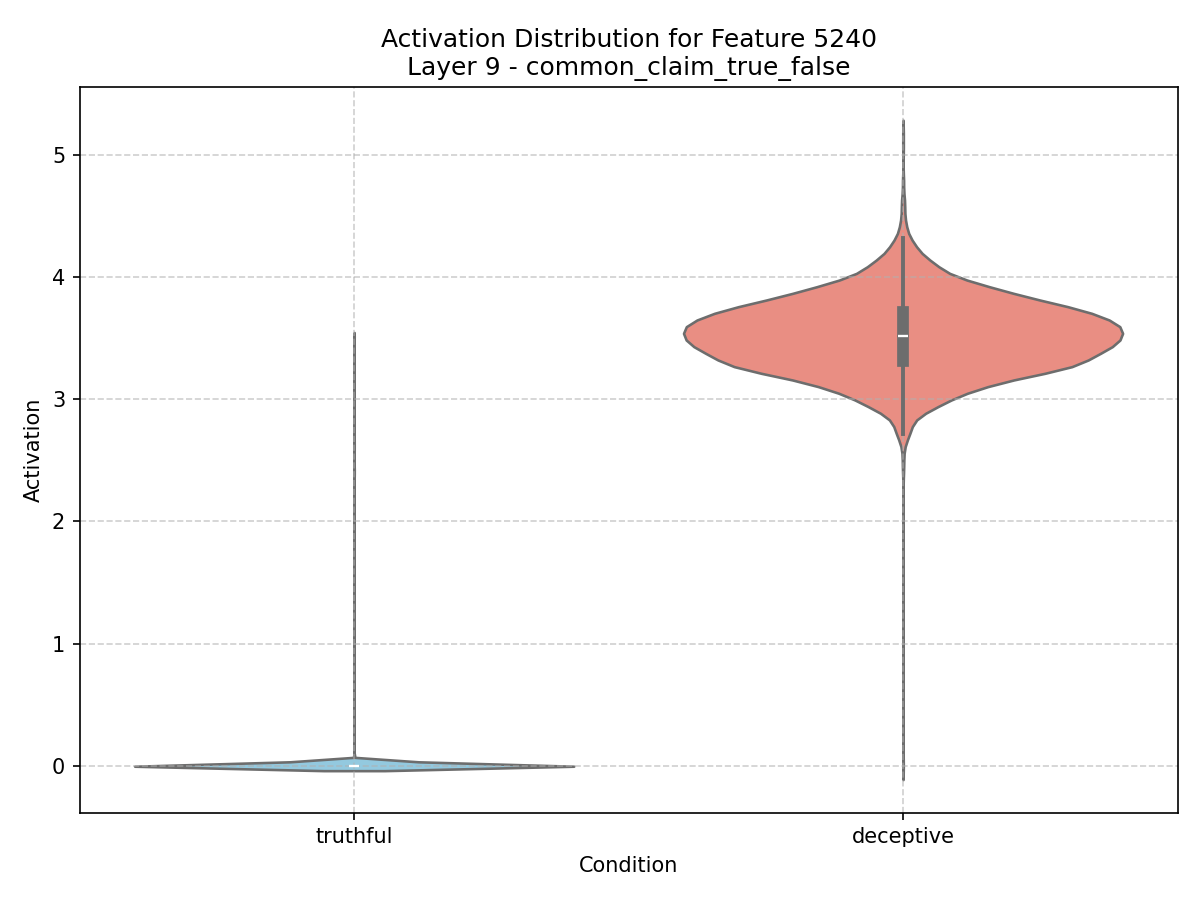 Activation Distribution for Feature 5240
Layer 9 - common_claim_true_false
5
4
3
2
1
0
Activation
truthful
deceptive
Condition